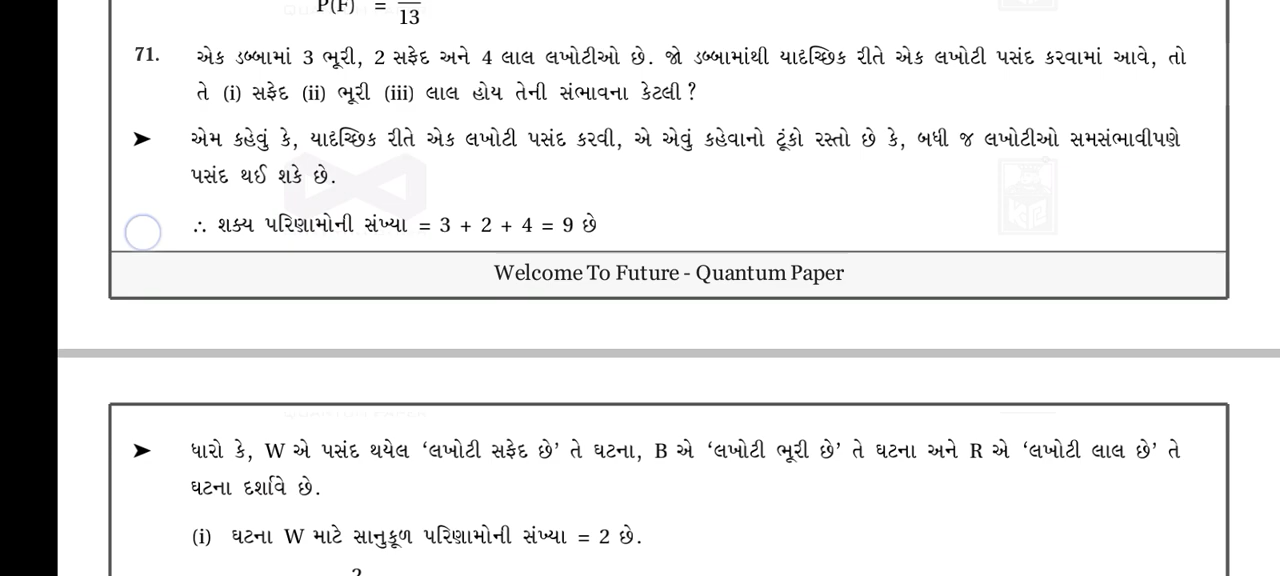 P(F) = 13
71. એક ડબ્બામાં 3 ભૂરી, 2 સફેદ અને 4 લાલ લખોટીઓ છે. જો ડબ્બામાંથી યાદચ્છિક રીતે એક લખોટી પસંદ કરવામાં આવે, તો
તે (i) સફેદ (ii) ભૂરી (iii) લાલ હોય તેની સંભાવના કેટલી ?
➤ એમ કહેવું કે, યાદચ્છિક રીતે એક લખોટી પસંદ કરવી, એ એવું કહેવાનો ટૂંકો રસ્તો છે કે, બધી જ લખોટીઓ સમસંભાવીપણે
પસંદ થઈ શકે છે.
∴ શક્ય પરિણામોની સંખ્યા = 3 + 2 + 4 = 9 છે
Welcome To Future - Quantum Paper
➤ ધારો કે, W એ પસંદ થયેલ ‘લખોટી સફેદ છે’ તે ઘટના, B એ ‘લખોટી ભૂરી છે’ તે ઘટના અને R એ ‘લખોટી લાલ છે’ તે
ઘટના દર્શાવે છે.
(i) ઘટના W માટે સાનુકૂળ પરિણામોની સંખ્યા = 2 છે.
2